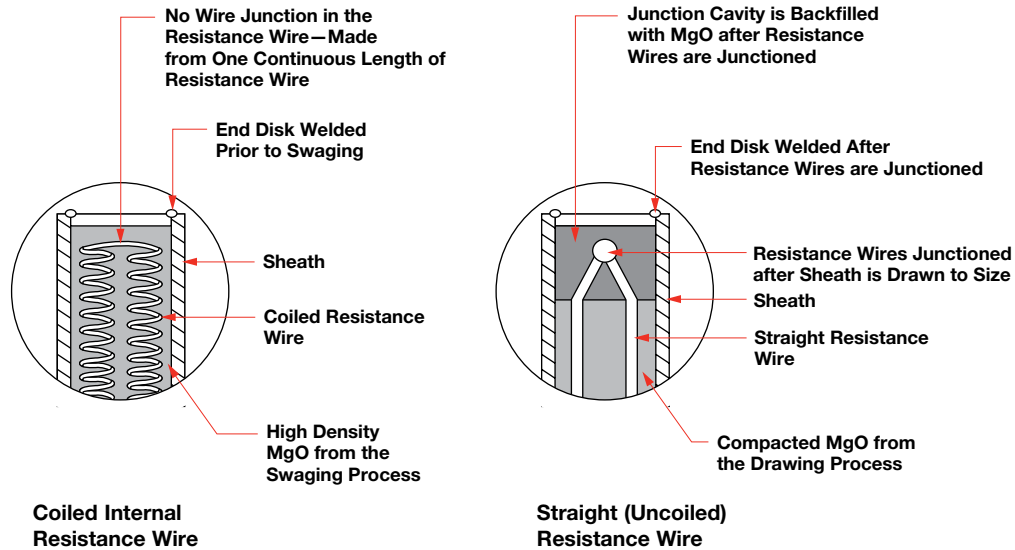 No Wire Junction in the
Resistance Wire—Made
from One Continuous Length of
Resistance Wire
End Disk Welded
Prior to Swaging
Sheath
Coiled Resistance
Wire
High Density
MgO from the
Swaging Process
Coiled Internal
Resistance Wire
Junction Cavity is Backfilled
with MgO after Resistance
Wires are Junctioned
End Disk Welded After
Resistance Wires are Junctioned
Resistance Wires Junctioned
after Sheath is Drawn to Size
Sheath
Straight Resistance
Wire
Compacted MgO from
the Drawing Process
Straight (Uncoiled)
Resistance Wire